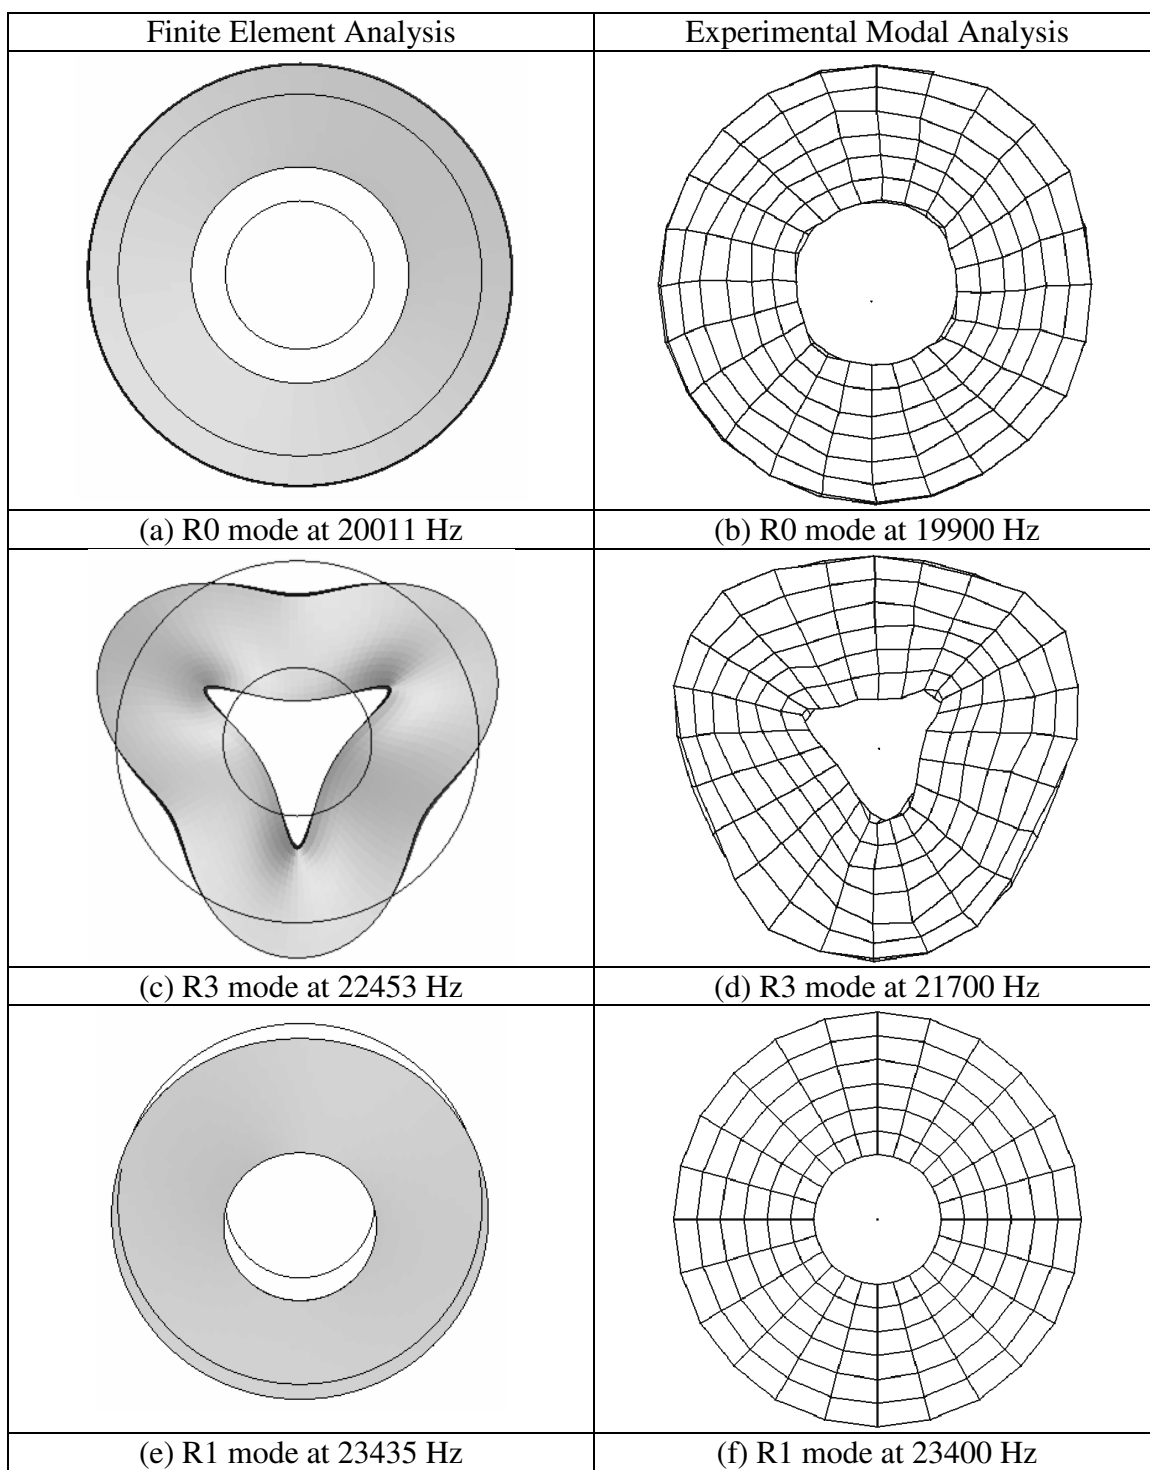 Finite Element Analysis
Experimental Modal Analysis
(a) R0 mode at 20011 Hz
(b) R0 mode at 19900 Hz
(c) R3 mode at 22453 Hz
(d) R3 mode at 21700 Hz
(e) R1 mode at 23435 Hz
(f) R1 mode at 23400 Hz